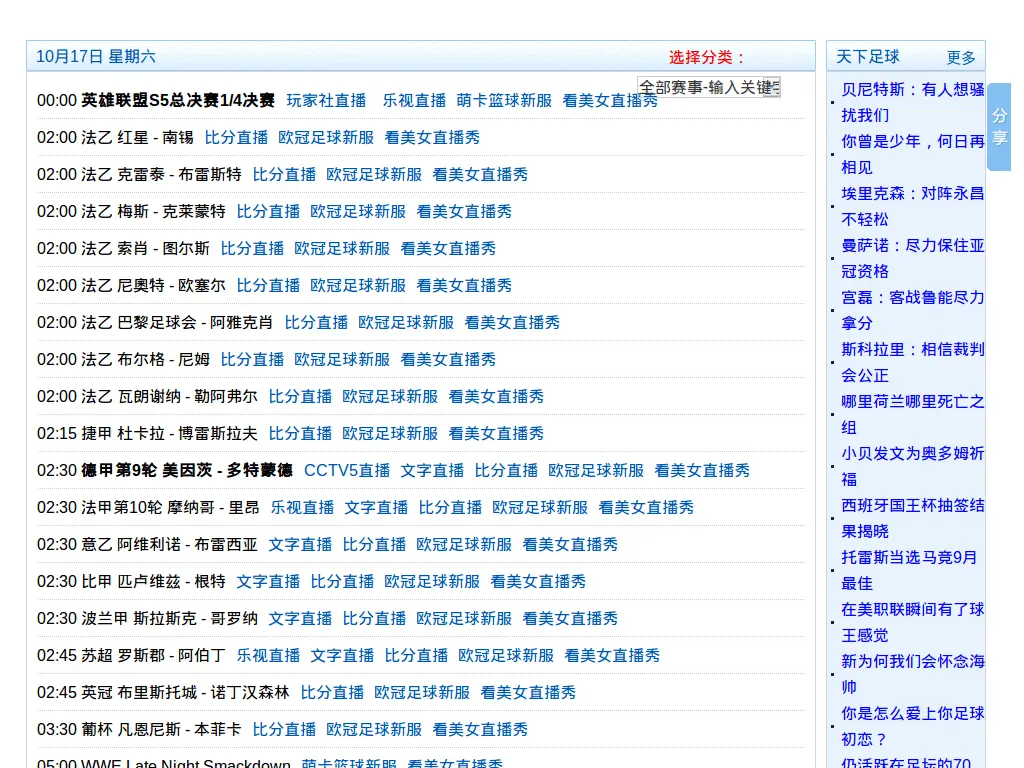 10月17日 星期六
选择分类：
全部赛事-输入关键
00:00 英雄联盟S5总决赛1/4决赛 玩家社直播 乐视直播 萌卡篮球新服 看美女直播秀
02:00 法乙 红星 - 南锡 比分直播 欧冠足球新服 看美女直播秀
02:00 法乙 克雷泰 - 布雷斯特 比分直播 欧冠足球新服 看美女直播秀
02:00 法乙 梅斯 - 克莱蒙特 比分直播 欧冠足球新服 看美女直播秀
02:00 法乙 索肖 - 图尔斯 比分直播 欧冠足球新服 看美女直播秀
02:00 法乙 尼奥特 - 欧塞尔 比分直播 欧冠足球新服 看美女直播秀
02:00 法乙 巴黎足球会 - 阿雅克肖 比分直播 欧冠足球新服 看美女直播秀
02:00 法乙 布尔格 - 尼姆 比分直播 欧冠足球新服 看美女直播秀
02:00 法乙 瓦朗谢纳 - 勒阿弗尔 比分直播 欧冠足球新服 看美女直播秀
02:15 捷甲 杜卡拉 - 博雷斯拉夫 比分直播 欧冠足球新服 看美女直播秀
02:30 德甲第9轮 美因茨 - 多特蒙德 CCTV5直播 文字直播 比分直播 欧冠足球新服 看美女直播秀
02:30 法甲第10轮 摩纳哥 - 里昂 乐视直播 文字直播 比分直播 欧冠足球新服 看美女直播秀
02:30 意乙 阿维利诺 - 布雷西亚 文字直播 比分直播 欧冠足球新服 看美女直播秀
02:30 比甲 匹卢维兹 - 根特 文字直播 比分直播 欧冠足球新服 看美女直播秀
02:30 波兰甲 斯拉斯克 - 哥罗纳 文字直播 比分直播 欧冠足球新服 看美女直播秀
02:45 苏超 罗斯郡 - 阿伯丁 乐视直播 文字直播 比分直播 欧冠足球新服 看美女直播秀
02:45 英冠 布里斯托城 - 诺丁汉森林 比分直播 欧冠足球新服 看美女直播秀
03:30 葡杯 凡恩尼斯 - 本菲卡 比分直播 欧冠足球新服 看美女直播秀
05:00 WWE Late Night Smackdown 萌卡篮球新服 看美女直播秀
天下足球 更多
贝尼特斯：有人想骚
扰我们
你曾是少年，何日再
相见
埃里克森：对阵永昌
不轻松
曼萨诺：尽力保住亚
冠资格
宫磊：客战鲁能尽力
拿分
斯科拉里：相信裁判
会公正
哪里荷兰哪里死亡之
组
小贝发文为奥多姆祈
福
西班牙国王杯抽签结
果揭晓
托雷斯当选马竞9月
最佳
在美职联瞬间有了球
王感觉
新为何我们会怀念海
帅
你是怎么爱上你足球
初恋？
仍活跃在足坛的70
分
享